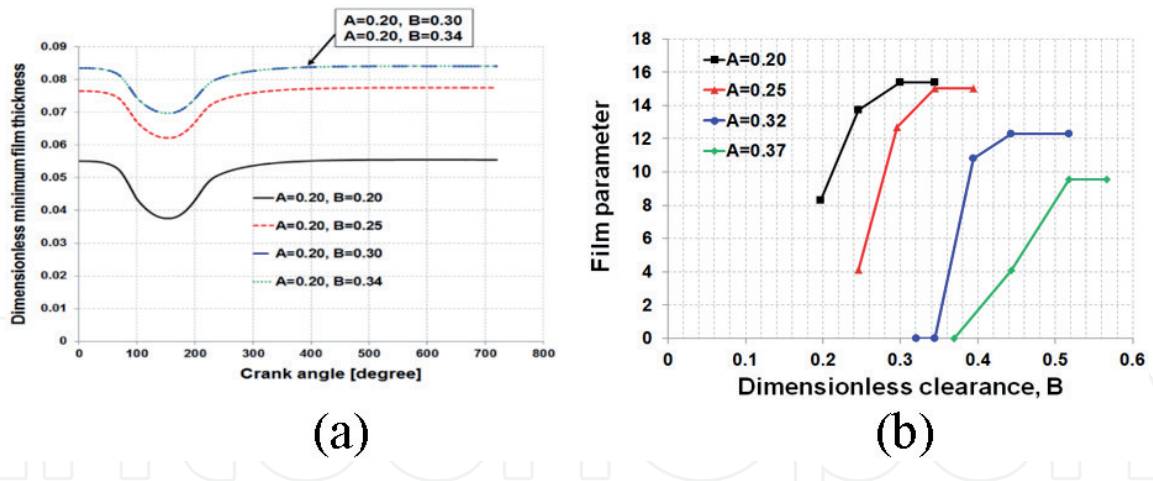 A=0.20, B=0.30
A=0.20, B=0.34
Dimensionless minimum film thickness
0.09
0.08
0.07
0.06
0.05
0.04
0.03
0.02
0.01
0
A=0.20, B=0.20
A=0.20, B=0.25
A=0.20, B=0.30
A=0.20, B=0.34
0 100 200 300 400 500 600 700 800
Crank angle [degree]
(a)
Film parameter
18
16
14
12
10
8
6
4
2
0
A=0.20
A=0.25
A=0.32
A=0.37
0 0.1 0.2 0.3 0.4 0.5 0.6
Dimensionless clearance, B
(b)